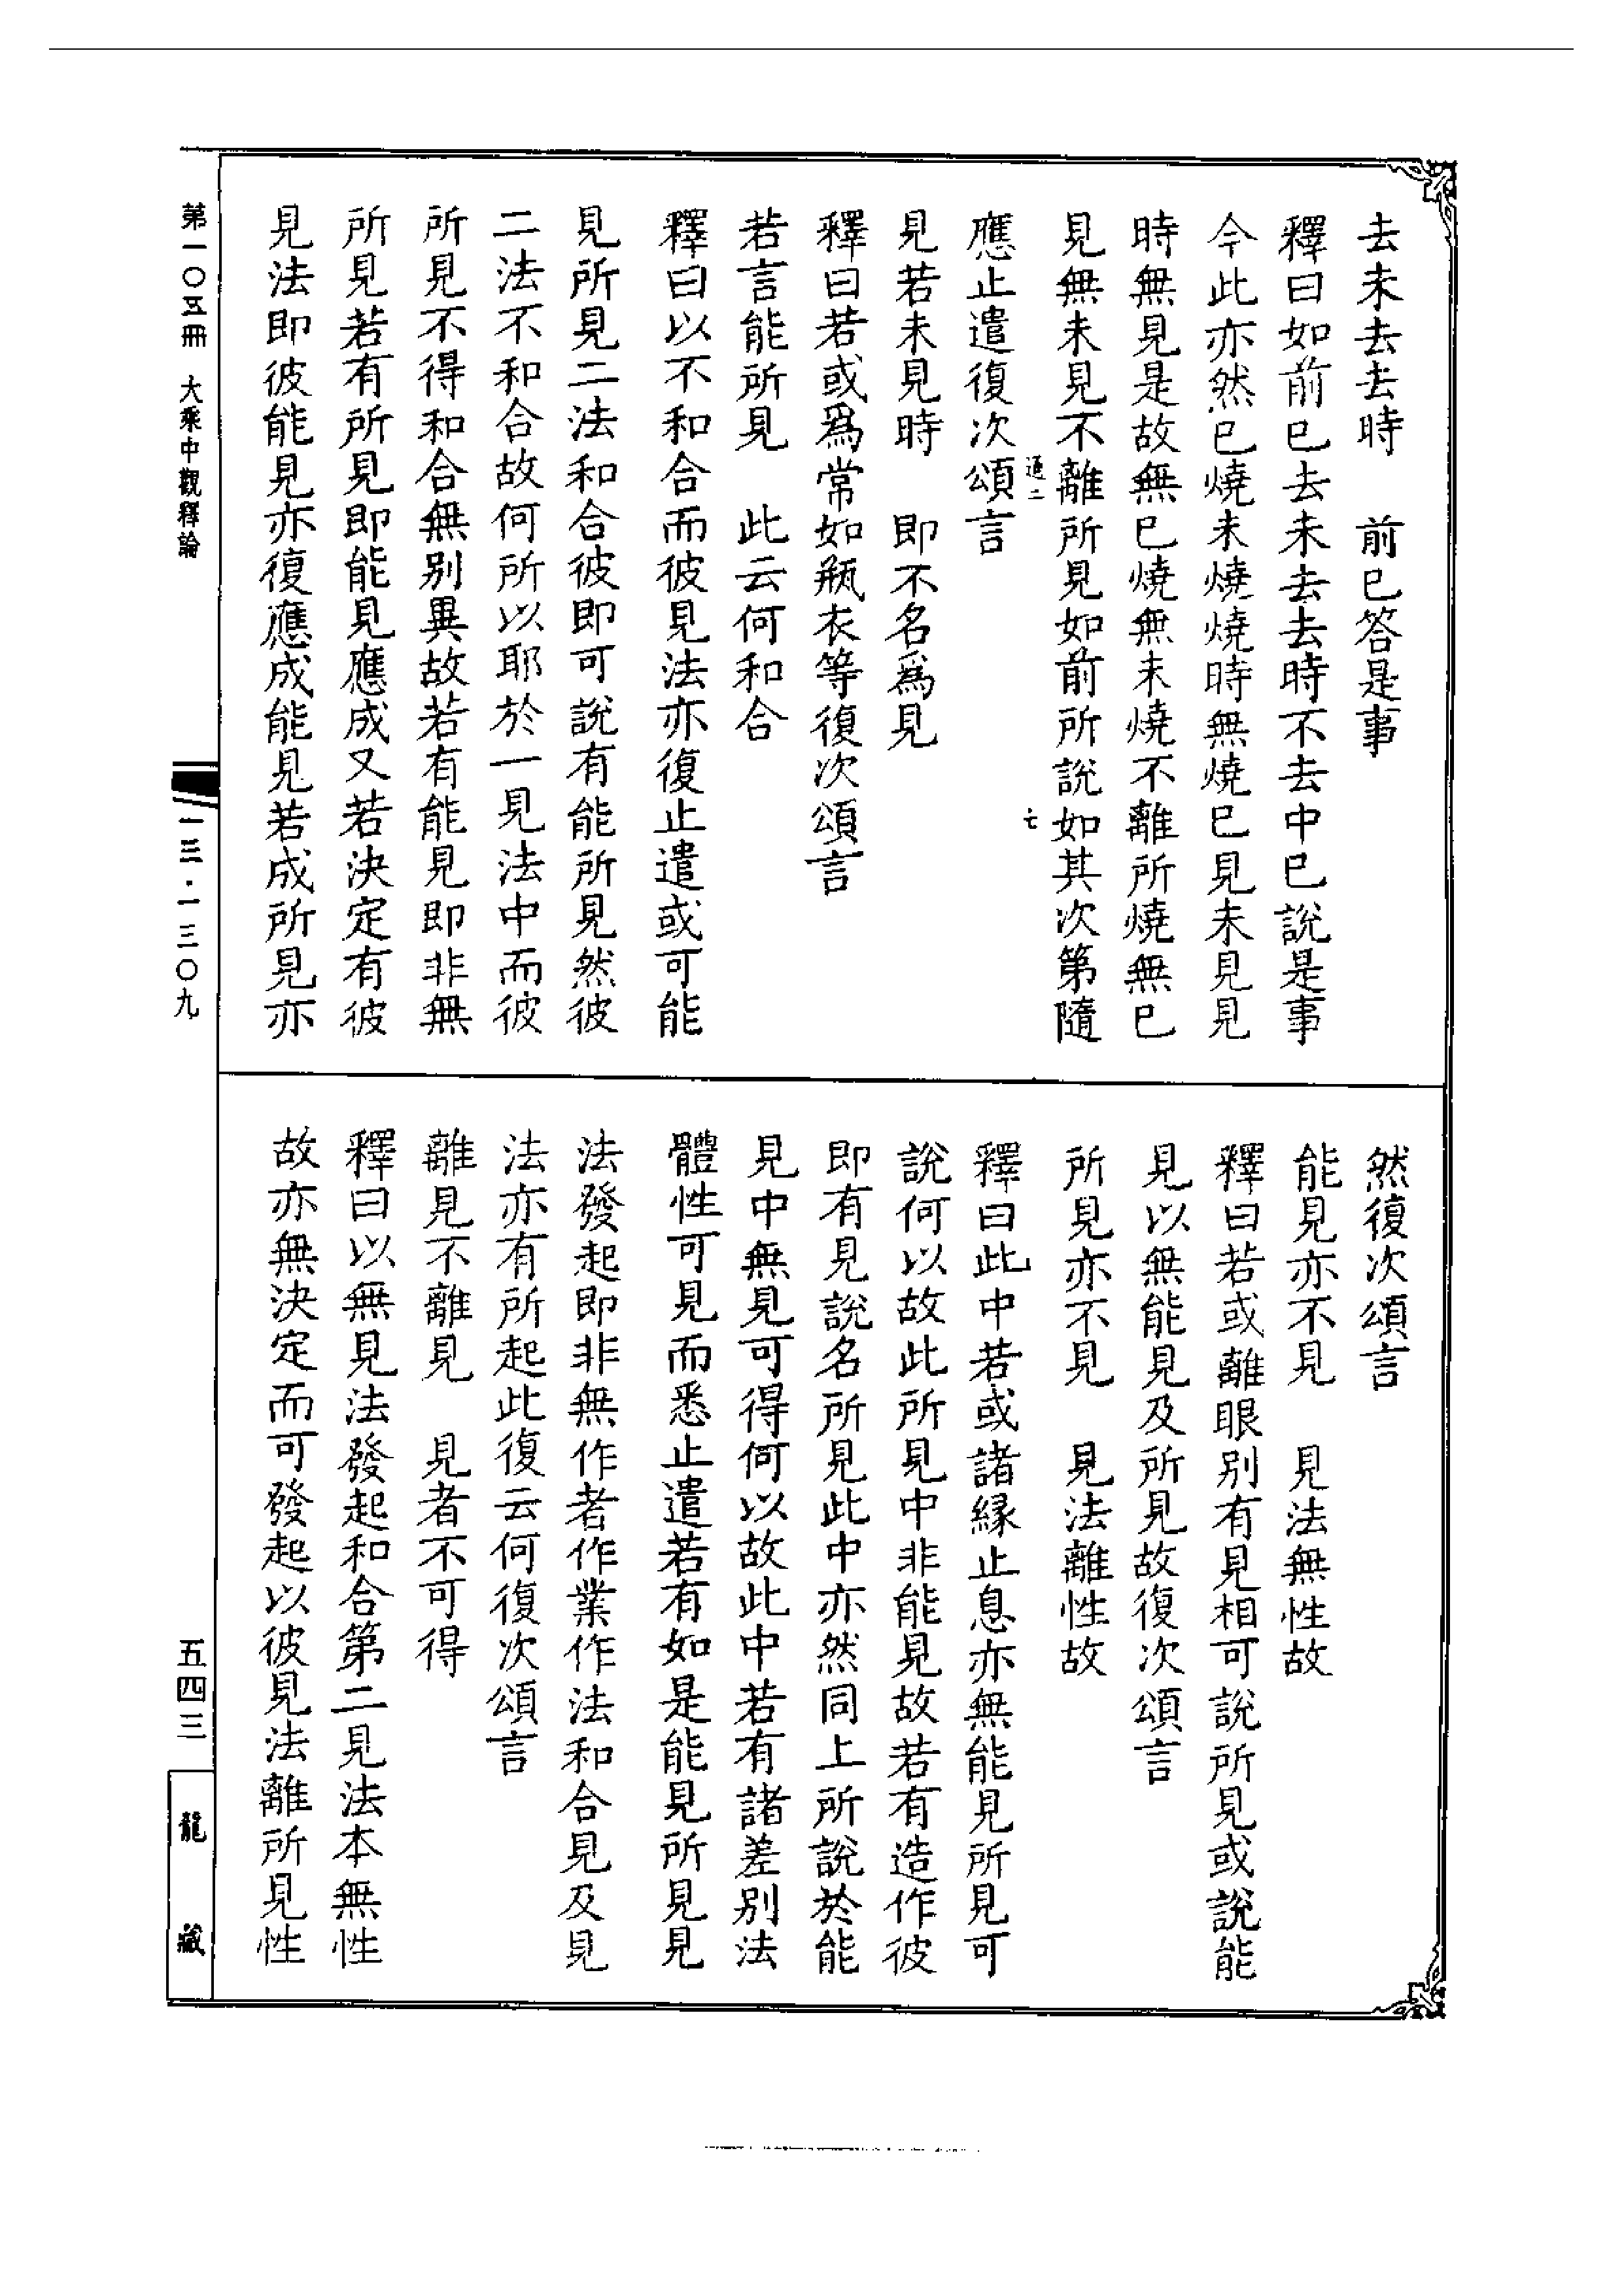 去未去去時　前已答是事
釋曰如前已去未去去時不去中已說是事
今此亦然已燒未燒燒時無燒已見未見見
時無見是故無已燒無未燒不離所燒無已
見無未見不離所見如前所說如其次第隨
通二　七
應止遣復次頌言
見若未見時　即不名爲見
釋曰若或爲常如瓶衣等復次頌言
若言能所見　此云何和合
釋曰以不和合而彼見法亦復止遣或可能
見所見二法和合彼即可說有能所見然彼
二法不和合故何所以耶於一見法中而彼
所見不得和合無別異故若有能見即非無
所見若有所見即能見應成又若決定有彼
見法即彼能見亦復應成能見若成所見亦
然復次頌言
能見亦不見　見法無性故
釋曰若或離眼別有見相可說所見或說能
見以無能見及所見故復次頌言
所見亦不見　見法離性故
釋曰此中若或諸緣止息亦無能見所見可
說何以故此所見中非能見故若有造作彼
即有見說名所見此中亦然同上所說於能
見中無見可得何以故此中若有諸差別法
體性可見而悉止遣若有如是能見所見見
法發起即非無作者作業作法和合見及見
法亦有所起此復云何復次頌言
離見不離見　見者不可得
釋曰以無見法發起和合第二見法本無性
故亦無決定而可發起以彼見法離所見性
第一〇五冊　大乘中觀釋論
一三·一三〇九
五四三
龍藏